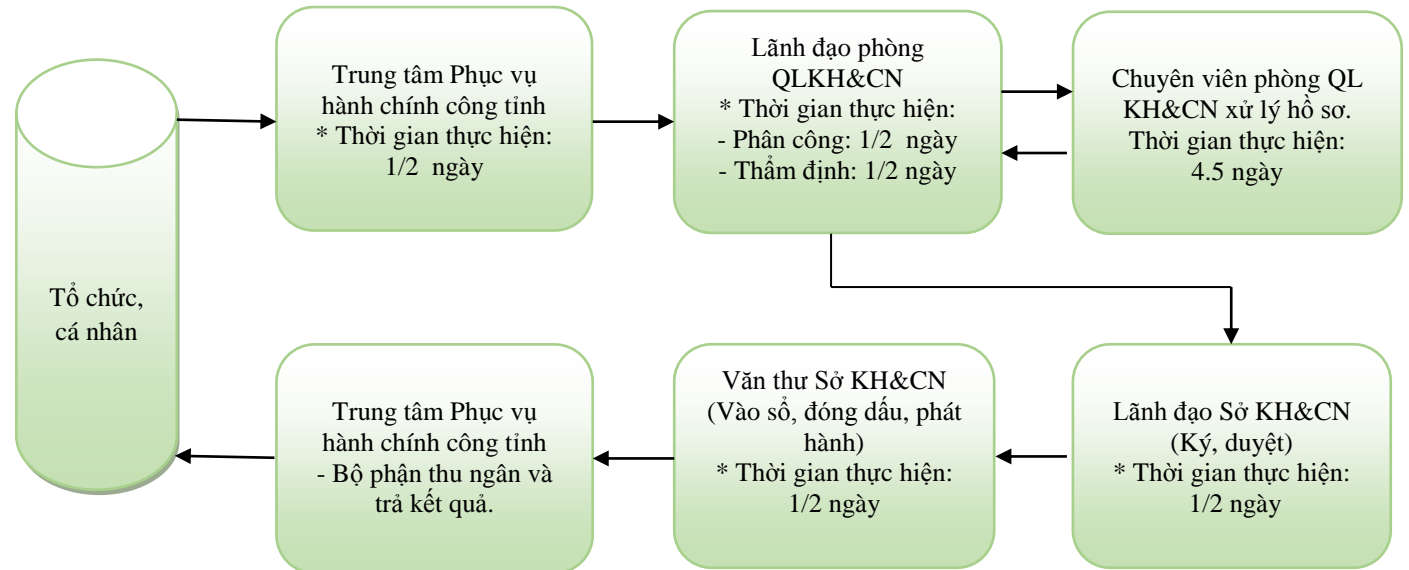 Tổ chức,
cá nhân
Trung tâm Phục vụ
hành chính công tỉnh
* Thời gian thực hiện:
1/2  ngày
Lãnh đạo phòng
QLKH&CN
* Thời gian thực hiện:
- Phân công: 1/2  ngày
- Thẩm định: 1/2 ngày
Chuyên viên phòng QL
KH&CN xử lý hồ sơ.
Thời gian thực hiện:
4.5 ngày
Lãnh đạo Sở KH&CN
(Ký, duyệt)
* Thời gian thực hiện:
1/2 ngày
Văn thư Sở KH&CN
(Vào sổ, đóng dấu, phát
hành)
* Thời gian thực hiện:
1/2 ngày
Trung tâm Phục vụ
hành chính công tỉnh
- Bộ phận thu ngân và
trả kết quả.